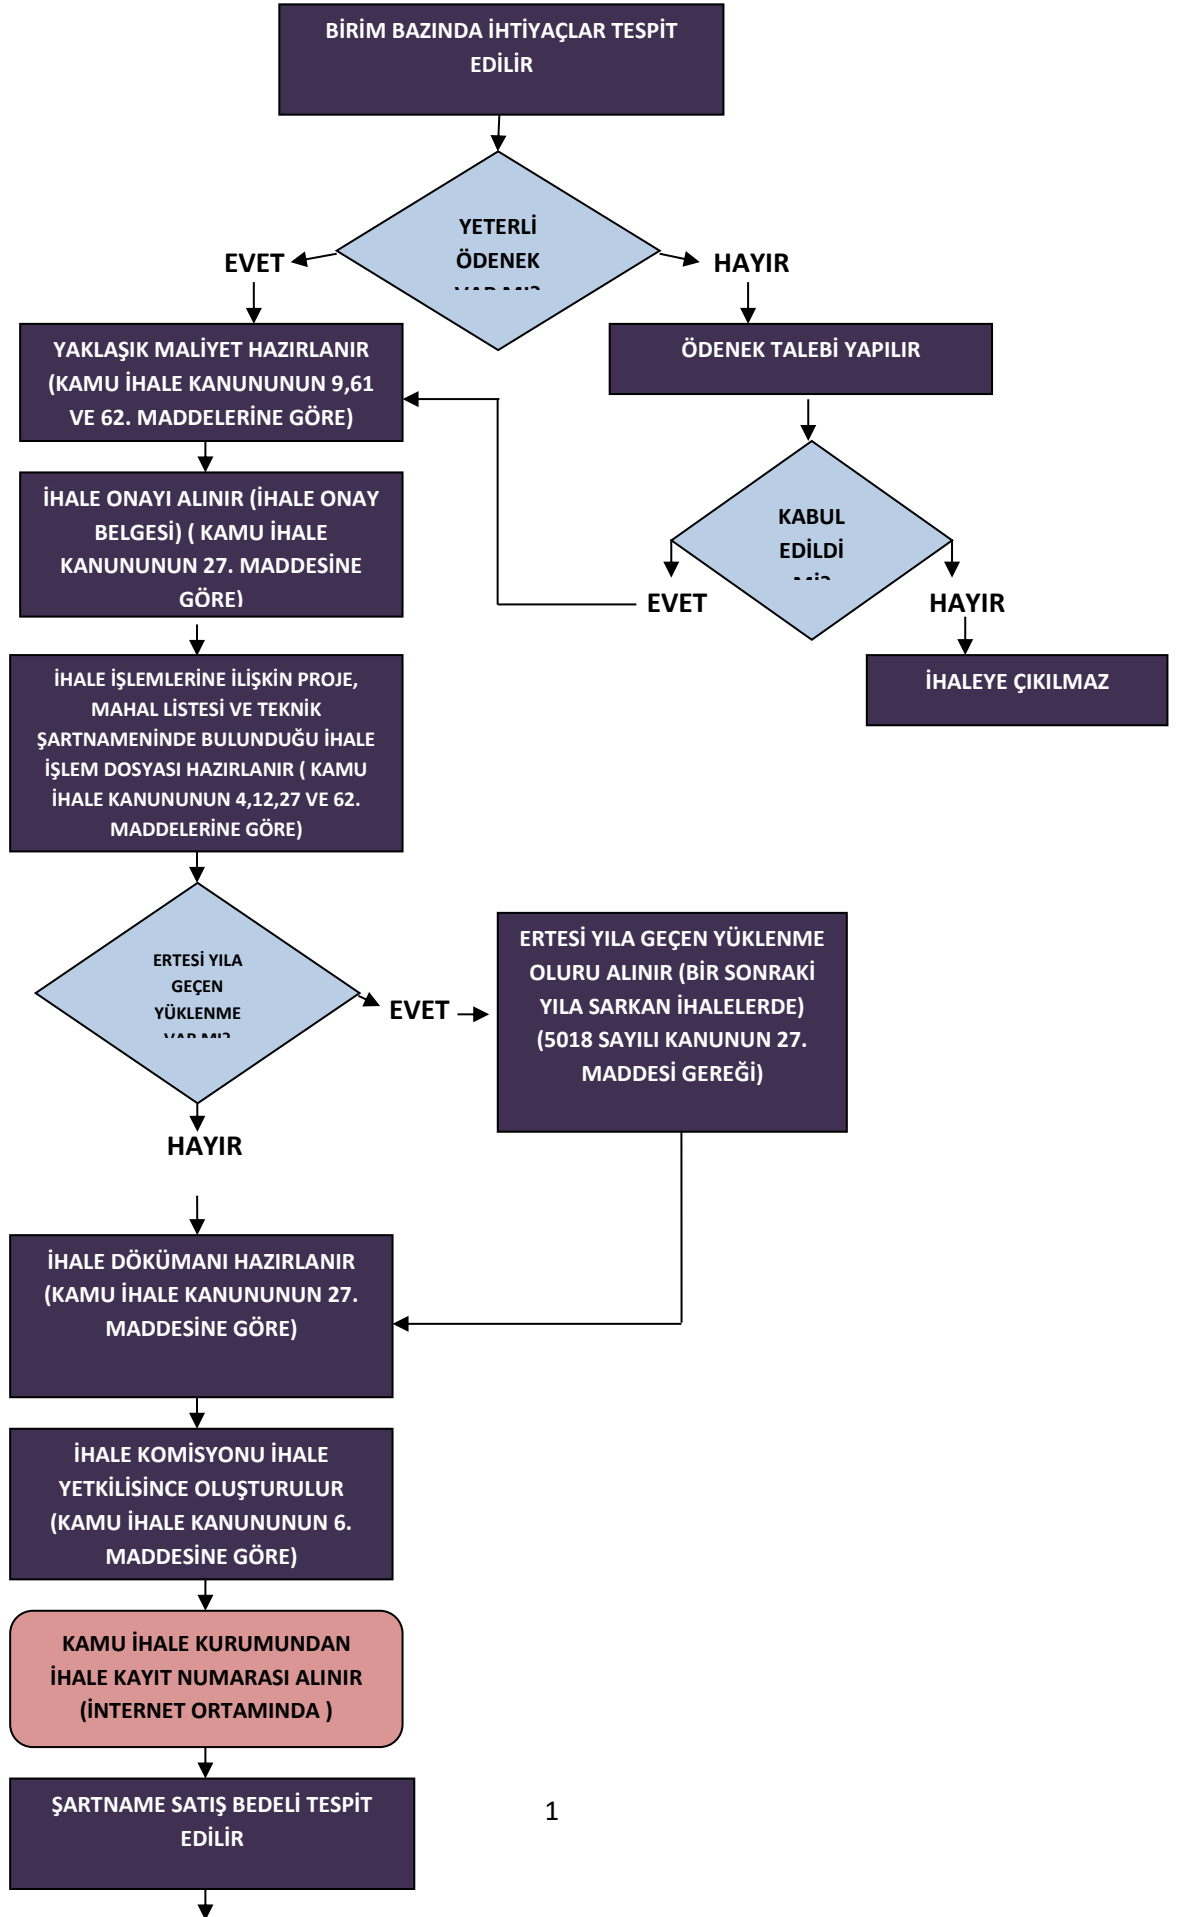 BİRİM BAZINDA İHTİYAÇLAR TESPİT
EDİLİR
YETERLİ
ÖDENEK
VAR MI?
EVET
HAYIR
YAKLAŞIK MALİYET HAZIRLANIR
(KAMU İHALE KANUNUNUN 9,61
VE 62. MADDELERİNE GÖRE)
ÖDENEK TALEBİ YAPILIR
İHALE ONAYI ALINIR (İHALE ONAY
BELGESİ) ( KAMU İHALE
KANUNUNUN 27. MADDESİNE
GÖRE)
KABUL
EDİLDİ
Mİ?
EVET
HAYIR
İHALE İŞLEMLERİNE İLİŞKİN PROJE,
MAHAL LİSTESİ VE TEKNİK
ŞARTNAMENİNDE BULUNDUĞU İHALE
İŞLEM DOSYASI HAZIRLANIR ( KAMU
İHALE KANUNUNUN 4,12,27 VE 62.
MADDELERİNE GÖRE)
İHALEYE ÇIKILMAZ
ERTESİ YILA
GEÇEN
YÜKLENME
VAR MI?
EVET
ERTESİ YILA GEÇEN YÜKLENME
OLURU ALINIR (BİR SONRAKİ
YILA SARKAN İHALELERDE)
(5018 SAYILI KANUNUN 27.
MADDESİ GEREĞİ)
HAYIR
İHALE DÖKÜMANI HAZIRLANIR
(KAMU İHALE KANUNUNUN 27.
MADDESİNE GÖRE)
İHALE KOMİSYONU İHALE
YETKİLİSİNCE OLUŞTURULUR
(KAMU İHALE KANUNUNUN 6.
MADDESİNE GÖRE)
KAMU İHALE KURUMUNDAN
İHALE KAYIT NUMARASI ALINIR
(İNTERNET ORTAMINDA )
ŞARTNAME SATIŞ BEDELİ TESPİT
EDİLİR
1